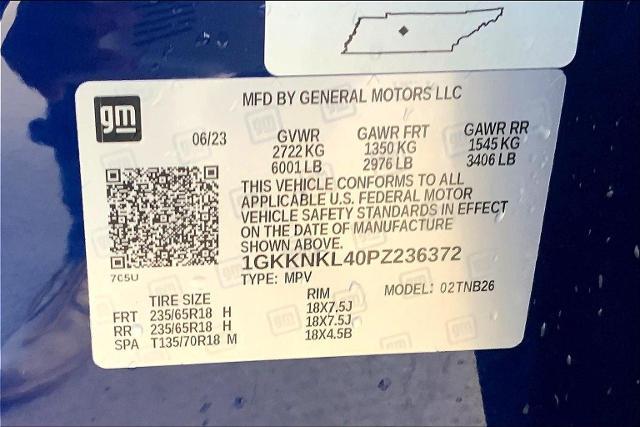 gm
MFD BY GENERAL MOTORS LLC
06/23
GVWR
2722 KG
6001 LB
GAWR FRT
1350 KG
2976 LB
GAWR RR
1545 KG
3406 LB
THIS VEHICLE CONFORMS TO ALL
APPLICABLE U.S. FEDERAL MOTOR
VEHICLE SAFETY STANDARDS IN EFFECT
ON THE DATE OF MANUFACTURE
SHOWN ABOVE.
1GKKNKL40PZ236372
7C5U
TYPE: MPV
MODEL: 02TNB26
TIRE SIZE RIM
FRT 235/65R18 H 18X7.5J
RR 235/65R18 H 18X7.5J
SPA T135/70R18 M 18X4.5B